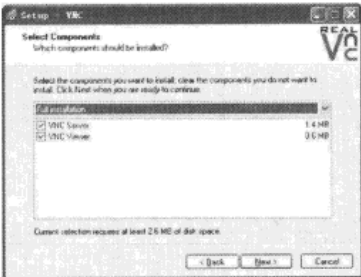 Setup - VNC
Select Components
Which components should be installed?
REAL
VNC
Select the components you want to install; clear the components you do not want to
install. Click Next when you are ready to continue.
Full installation
VNC Server
1.4 MB
VNC Viewer
0.6 MB
Current selection requires at least 2.6 MB of disk space.
< Back
Next >
Cancel